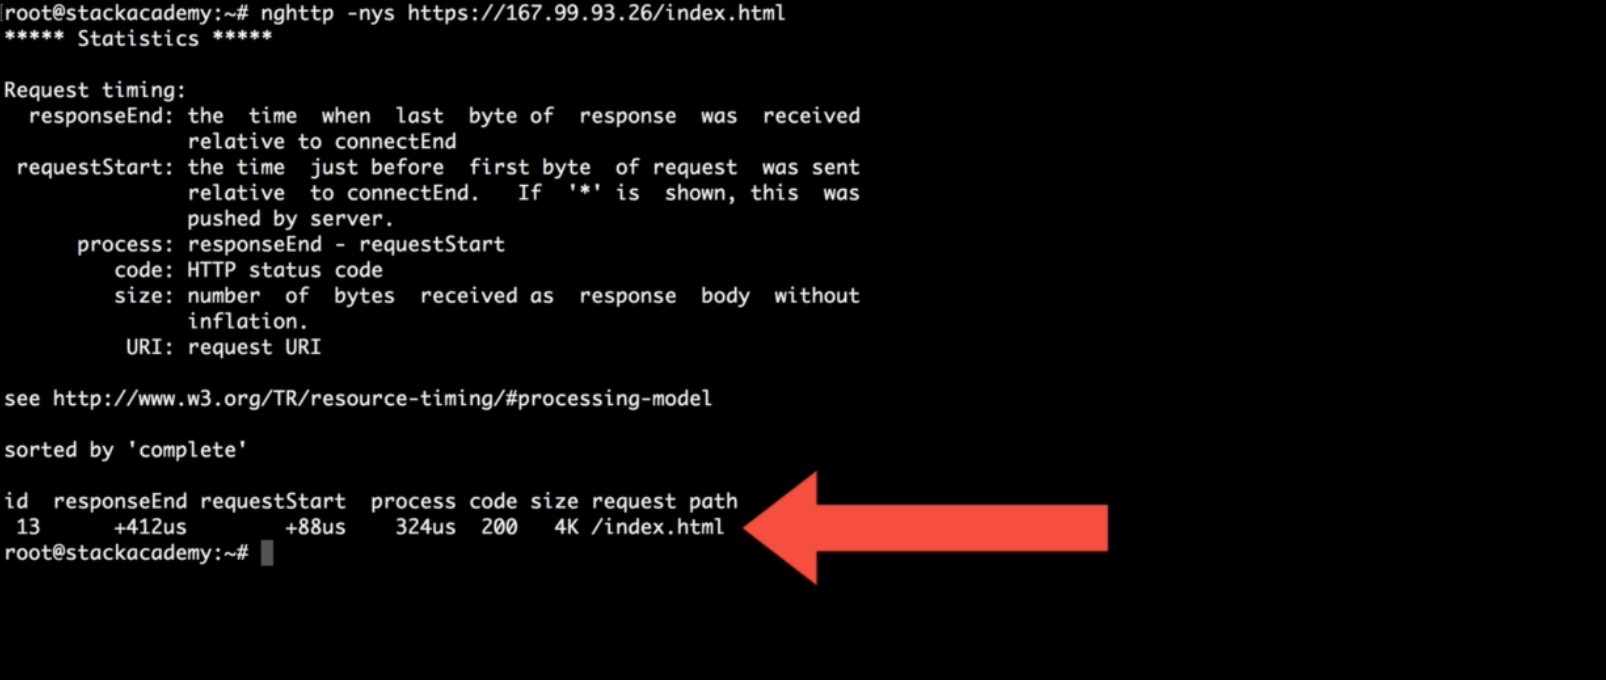 root@stackacademy:~# nghttp -nys https://167.99.93.26/index.html
***** Statistics *****
Request timing:
responseEnd: the time when last byte of response was received
relative to connectEnd
requestStart: the time just before first byte of request was sent
relative to connectEnd. If '*' is shown, this was
pushed by server.
process: responseEnd - requestStart
code: HTTP status code
size: number of bytes received as response body without
inflation.
URI: request URI
see http://www.w3.org/TR/resource-timing/#processing-model
sorted by 'complete'
id responseEnd requestStart process code size request path
13 +412us +88us 324us 200 4K /index.html
root@stackacademy:~#